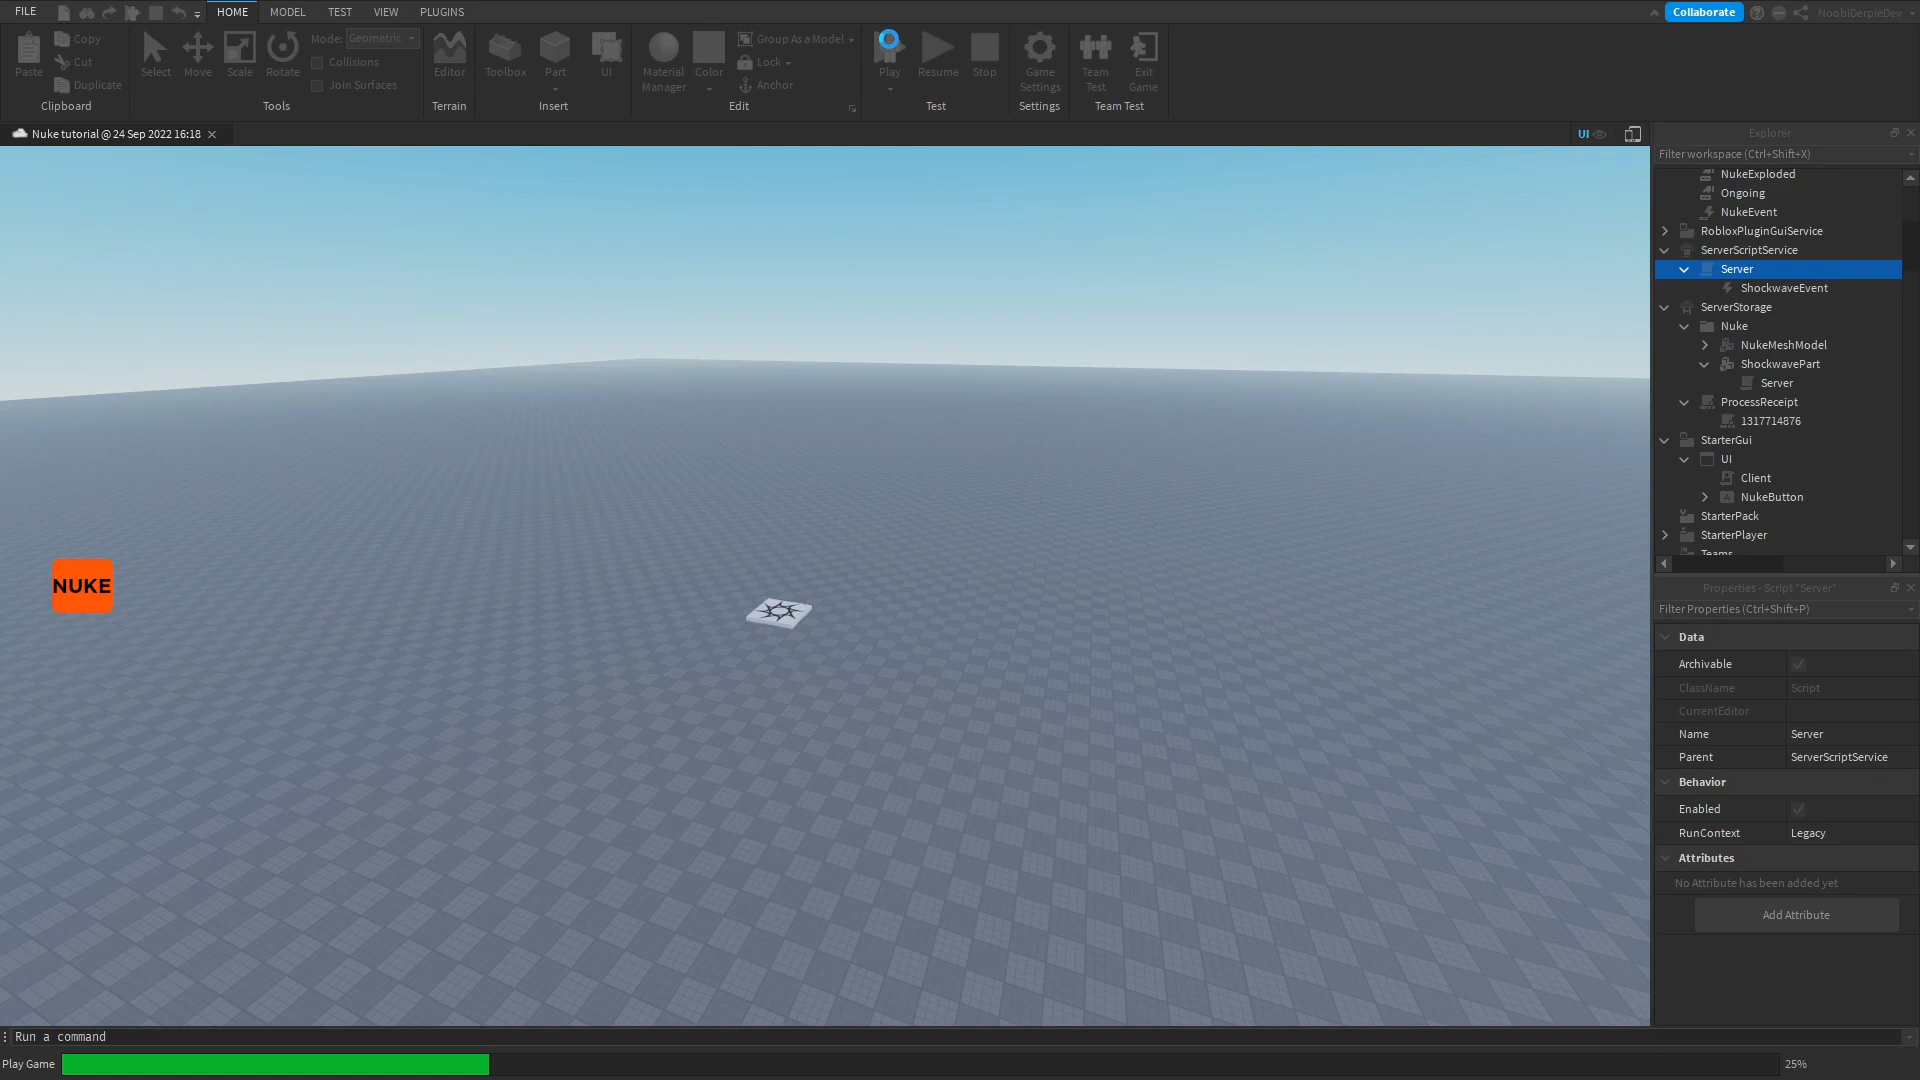 FILE
HOME
MODEL
TEST
VIEW
PLUGINS
Collaborate
NoobiDerpleDev
Paste
Copy
Cut
Duplicate
Clipboard
Select
Move
Scale
Rotate
Mode: Geometric
Collisions
Join Surfaces
Tools
Editor
Terrain
Toolbox
Part
UI
Insert
Material
Manager
Color
Group As a Model
Lock
Anchor
Edit
Play
Resume
Stop
Test
Game
Settings
Settings
Team
Test
Exit
Game
Team Test
Nuke tutorial @ 24 Sep 2022 16:18
UI
Explorer
Filter workspace (Ctrl+Shift+X)
NukeExploded
Ongoing
NukeEvent
RobloxPluginGuiService
ServerScriptService
Server
ShockwaveEvent
ServerStorage
Nuke
NukeMeshModel
ShockwavePart
Server
ProcessReceipt
1317714876
StarterGui
UI
Client
NukeButton
StarterPack
StarterPlayer
Teams
NUKE
Properties - Script "Server"
Filter Properties (Ctrl+Shift+P)
Data
Archivable
ClassName Script
CurrentEditor
Name Server
Parent ServerScriptService
Behavior
Enabled
RunContext Legacy
Attributes
No Attribute has been added yet
Add Attribute
Run a command
Play Game
25%